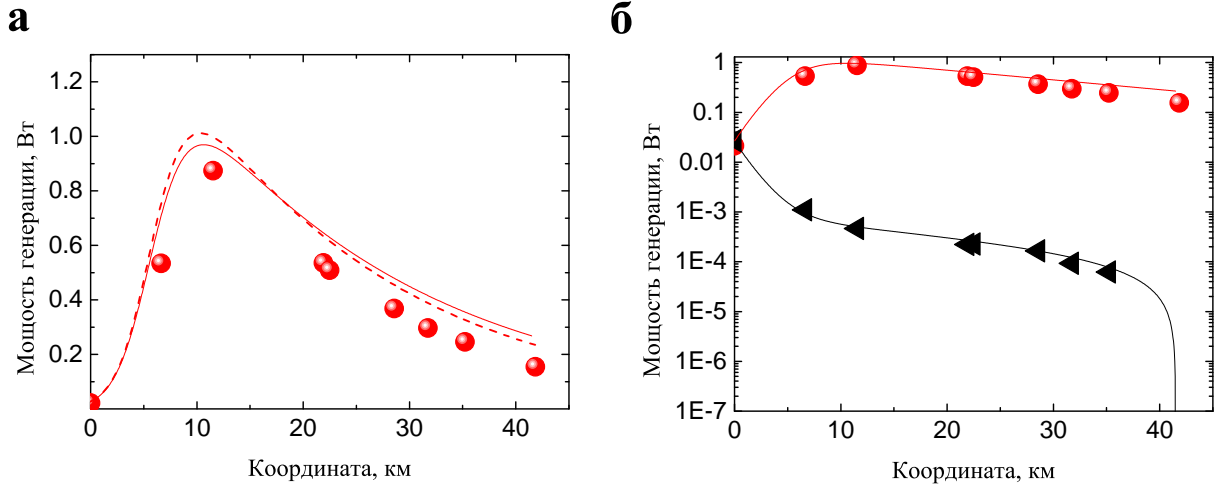 а
Мощость генерации, Вт
1.2
1.0
0.8
0.6
0.4
0.2
0 10 20 30 40
Координата, км
б
Мощость генерации, Вт
1
0.1
0.01
1E-3
1E-4
1E-5
1E-6
1E-7
0 10 20 30 40
Координата, км